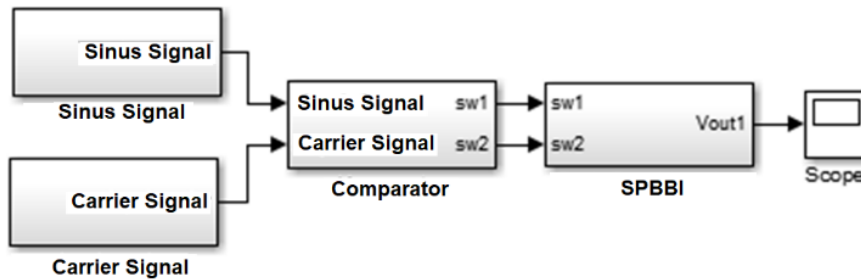 Sinus Signal
Sinus Signal
Carrier Signal
Carrier Signal
Sinus Signal sw1
Carrier Signal sw2
Comparator
sw1
Vout1
sw2
SPBBI
Scope